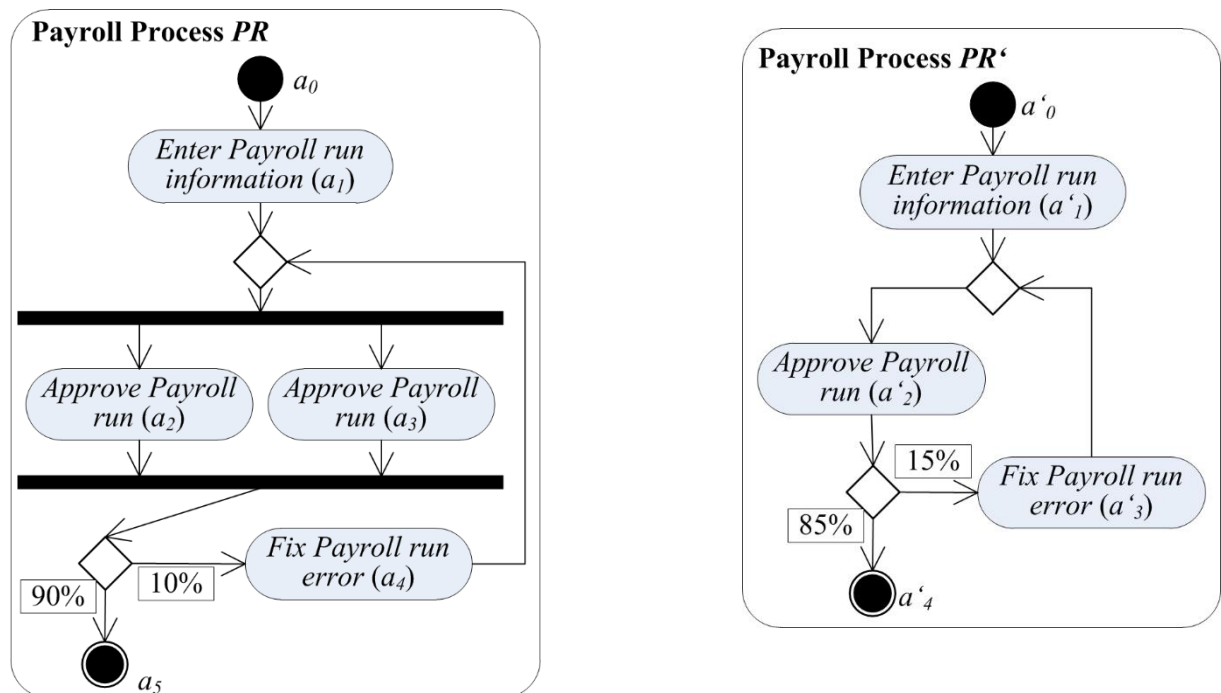 Payroll Process PR
a0
Enter Payroll run
information (a1)
Approve Payroll
run (a2)
Approve Payroll
run (a3)
Fix Payroll run
error (a4)
90%
10%
a5
Payroll Process PR‘
a‘0
Enter Payroll run
information (a‘1)
Approve Payroll
run (a‘2)
15%
Fix Payroll run
error (a‘3)
85%
a‘4